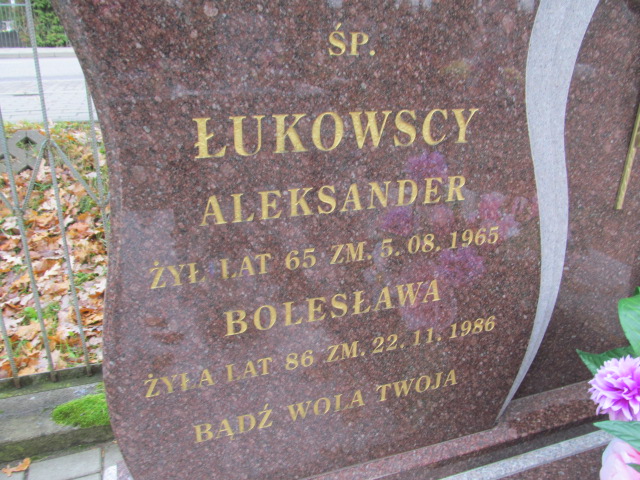 ŚP.
ŁUKOWSCY
ALEKSANDER
ŻYŁ LAT 65 ZM. 5.08.1965
BOLESŁAWA
ŻYŁA LAT 86 ZM. 22.11.1986
BĄDŹ WOLA TWOJA